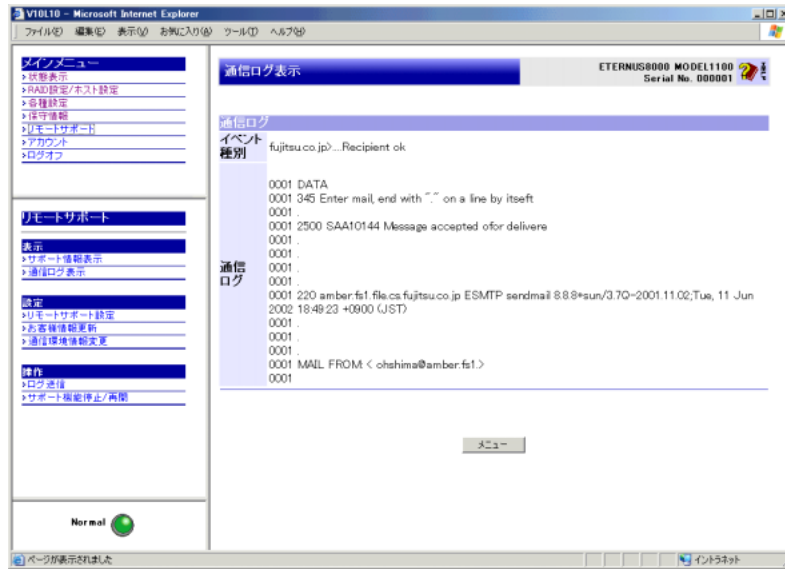 V10L10 - Microsoft Internet Explorer
ファイル(F) 編集(E) 表示(V) お気に入り(A) ツール(T) ヘルプ(H)
メインメニュー
状態表示
RAID設定/ホスト設定
各種設定
保守情報
リモートサポート
アカウント
ログオフ
リモートサポート
表示
サポート情報表示
通信ログ表示
設定
リモートサポート設定
お客様情報更新
通信環境情報変更
操作
ログ送信
サポート機能停止/再開
Normal
通信ログ表示
ETERNUS8000 MODEL1100
Serial No. 000001
通信ログ
イベント
種別
fujitsu.co.jp>...Recipient ok
通信
ログ
0001 DATA
0001 345 Enter mail, end with "." on a line by itseft
0001 .
0001 2500 SAA10144 Message accepted ofor delivere
0001 .
0001 .
0001 .
0001 .
0001 220 amber.fs1.file.cs.fujitsu.co.jp ESMTP sendmail 8.8.8+sun/3.7O-2001.11.02;Tue, 11 Jun
2002 18:49:23 +0900 (JST)
0001 .
0001 .
0001 .
0001 MAIL FROM: < ohshima@amber.fs1.>
0001
メニュー
ページが表示されました
イントラネット